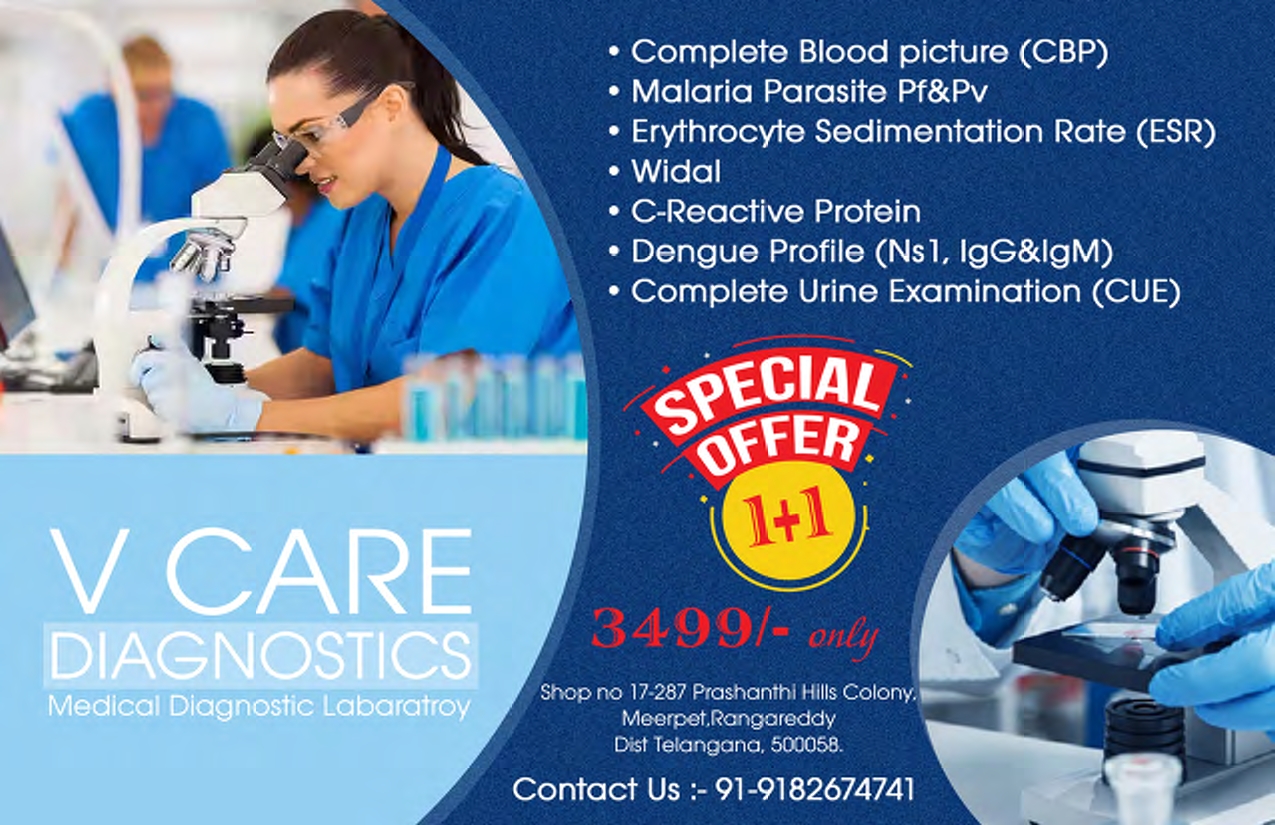 • Complete Blood picture (CBP)
• Malaria Parasite Pf&Pv
• Erythrocyte Sedimentation Rate (ESR)
• Widal
• C-Reactive Protein
• Dengue Profile (Ns1, IgG&IgM)
• Complete Urine Examination (CUE)
SPECIAL
OFFER
1+1
3499/- only
V CARE
DIAGNOSTICS
Medical Diagnostic Labaratroy
Shop no 17-287 Prashanthi Hills Colony,
Meerpet,Rangareddy
Dist Telangana, 500058.
Contact Us :- 91-9182674741